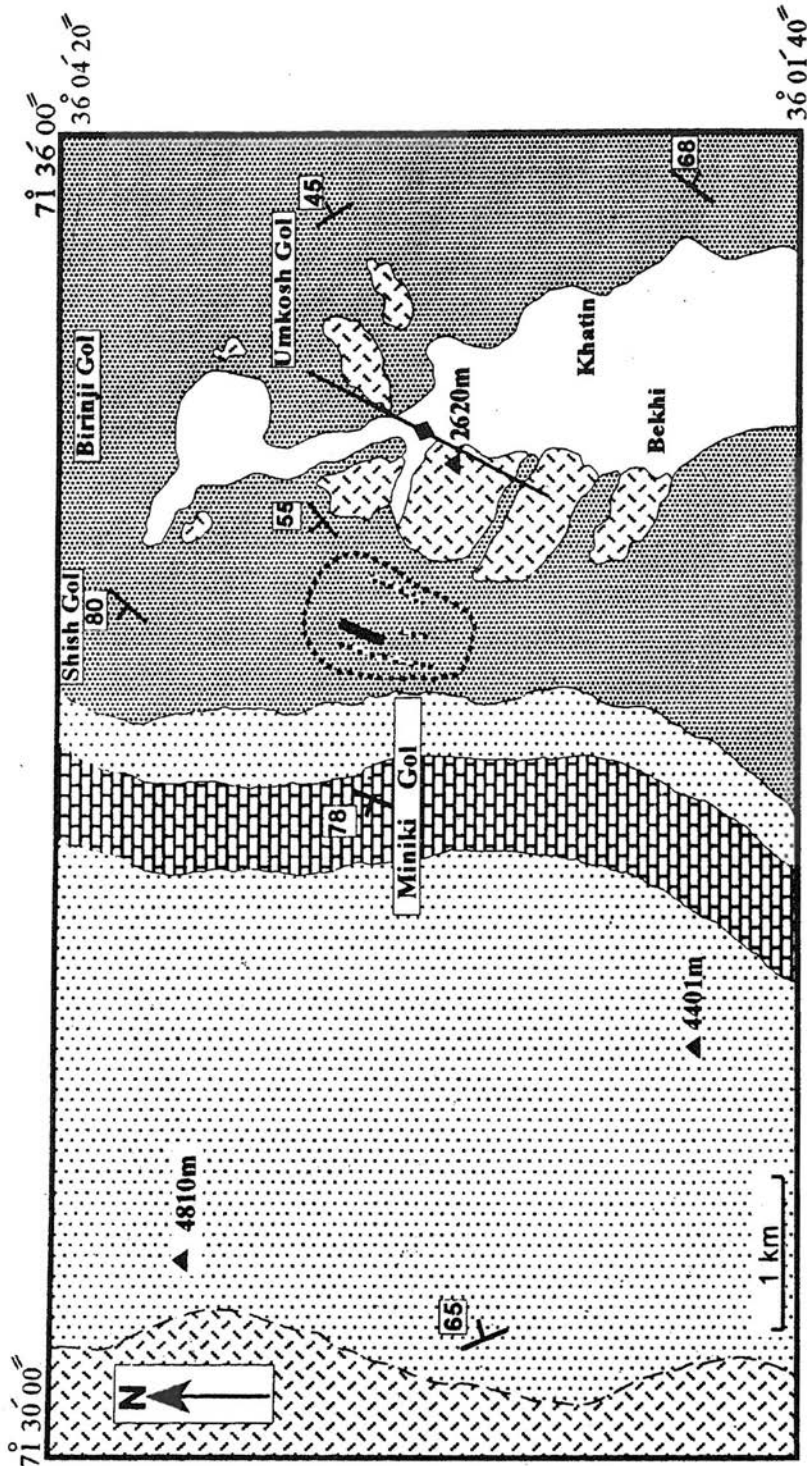 71° 36´ 00˝
36° 04´ 20˝
36° 01´ 40˝
71° 30´ 00˝
Birinji Gol
Shish Gol
80
Umkosh Gol
45
55
68
2620m
Khatin
Bekhi
Miniki Gol
78
4810m
4401m
65
N
1 km